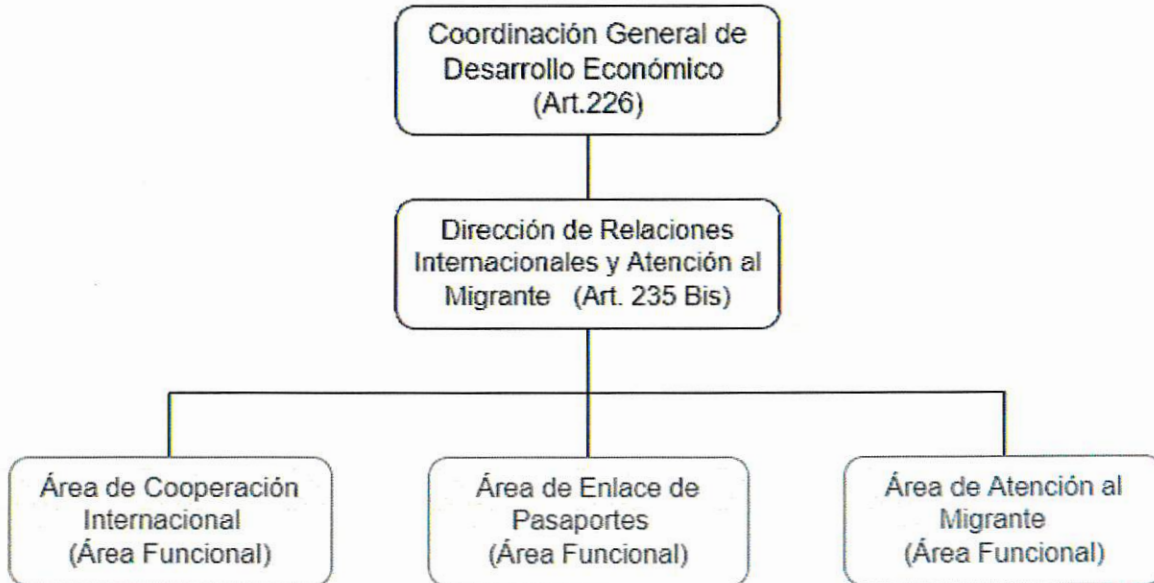 Coordinación General de
Desarrollo Económico
(Art.226)
Dirección de Relaciones
Internacionales y Atención al
Migrante (Art. 235 Bis)
Área de Cooperación
Internacional
(Área Funcional)
Área de Enlace de
Pasaportes
(Área Funcional)
Área de Atención al
Migrante
(Área Funcional)